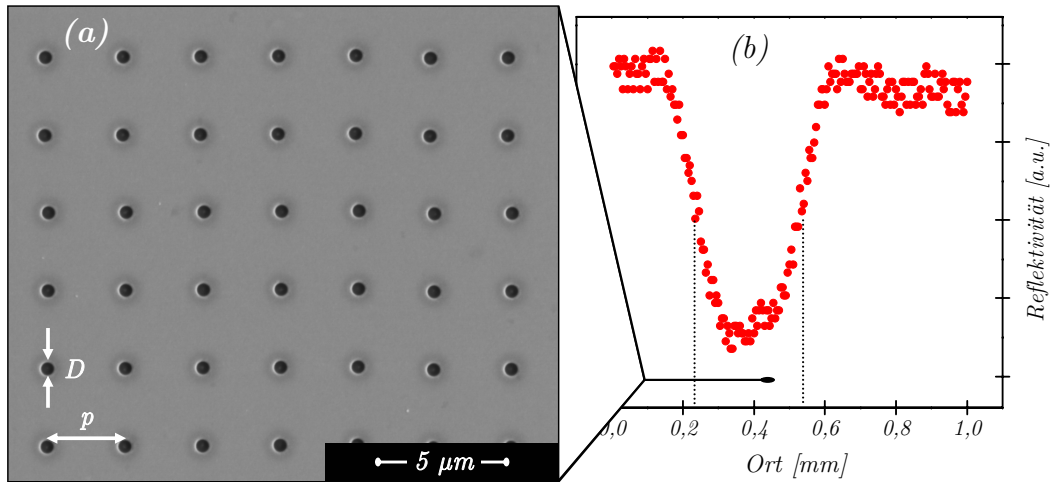 (a)
D
p
5 μm
(b)
Reflektivität [a.u.]
0,0 0,2 0,4 0,6 0,8 1,0
Ort [mm]